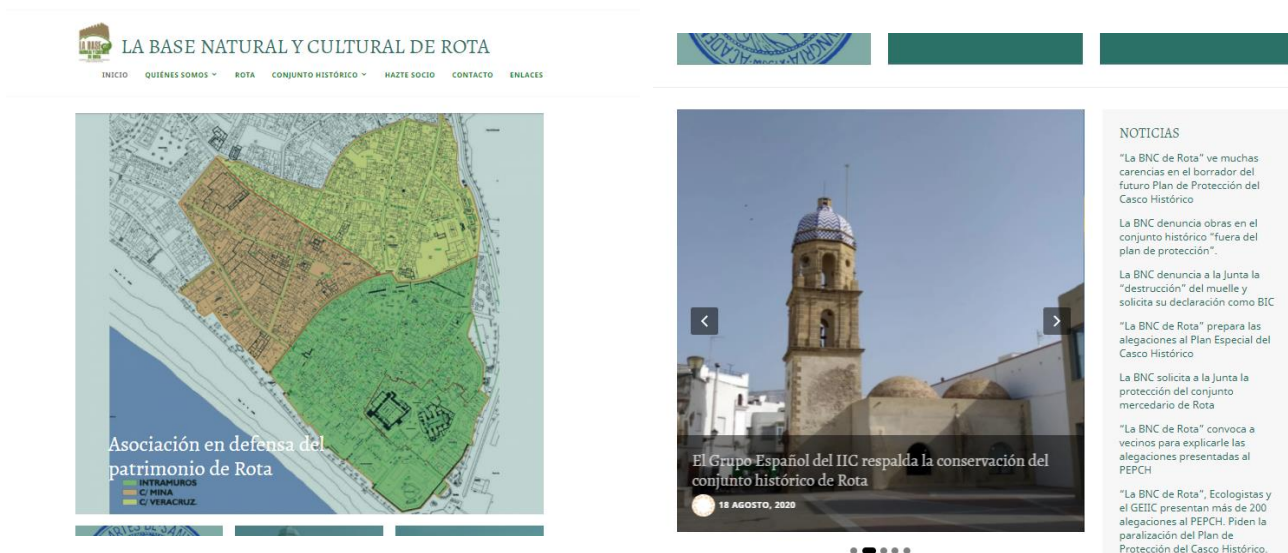 LA BASE NATURAL Y CULTURAL DE ROTA
INICIO QUIÉNES SOMOS ROTA CONJUNTO HISTÓRICO HAZTE SOCIO CONTACTO ENLACES
Asociación en defensa del
patrimonio de Rota
INTRAMUROS
C/ MINA
C/ VERACRUZ.
El Grupo Español del IIC respalda la conservación del
conjunto histórico de Rota
18 AGOSTO, 2020
NOTICIAS
"La BNC de Rota" ve muchas
carencias en el borrador del
futuro Plan de Protección del
Casco Histórico
La BNC denuncia obras en el
conjunto histórico "fuera del
plan de protección".
La BNC denuncia a la Junta la
"destrucción" del muelle y
solicita su declaración como BIC
"La BNC de Rota" prepara las
alegaciones al Plan Especial del
Casco Histórico
La BNC solicita a la Junta la
protección del conjunto
mercedario de Rota
"La BNC de Rota" convoca a
vecinos para explicarle las
alegaciones presentadas al
PEPCH
"La BNC de Rota", Ecologistas y
el GEIIC presentan más de 200
alegaciones al PEPCH. Piden la
paralización del Plan de
Protección del Casco Histórico.